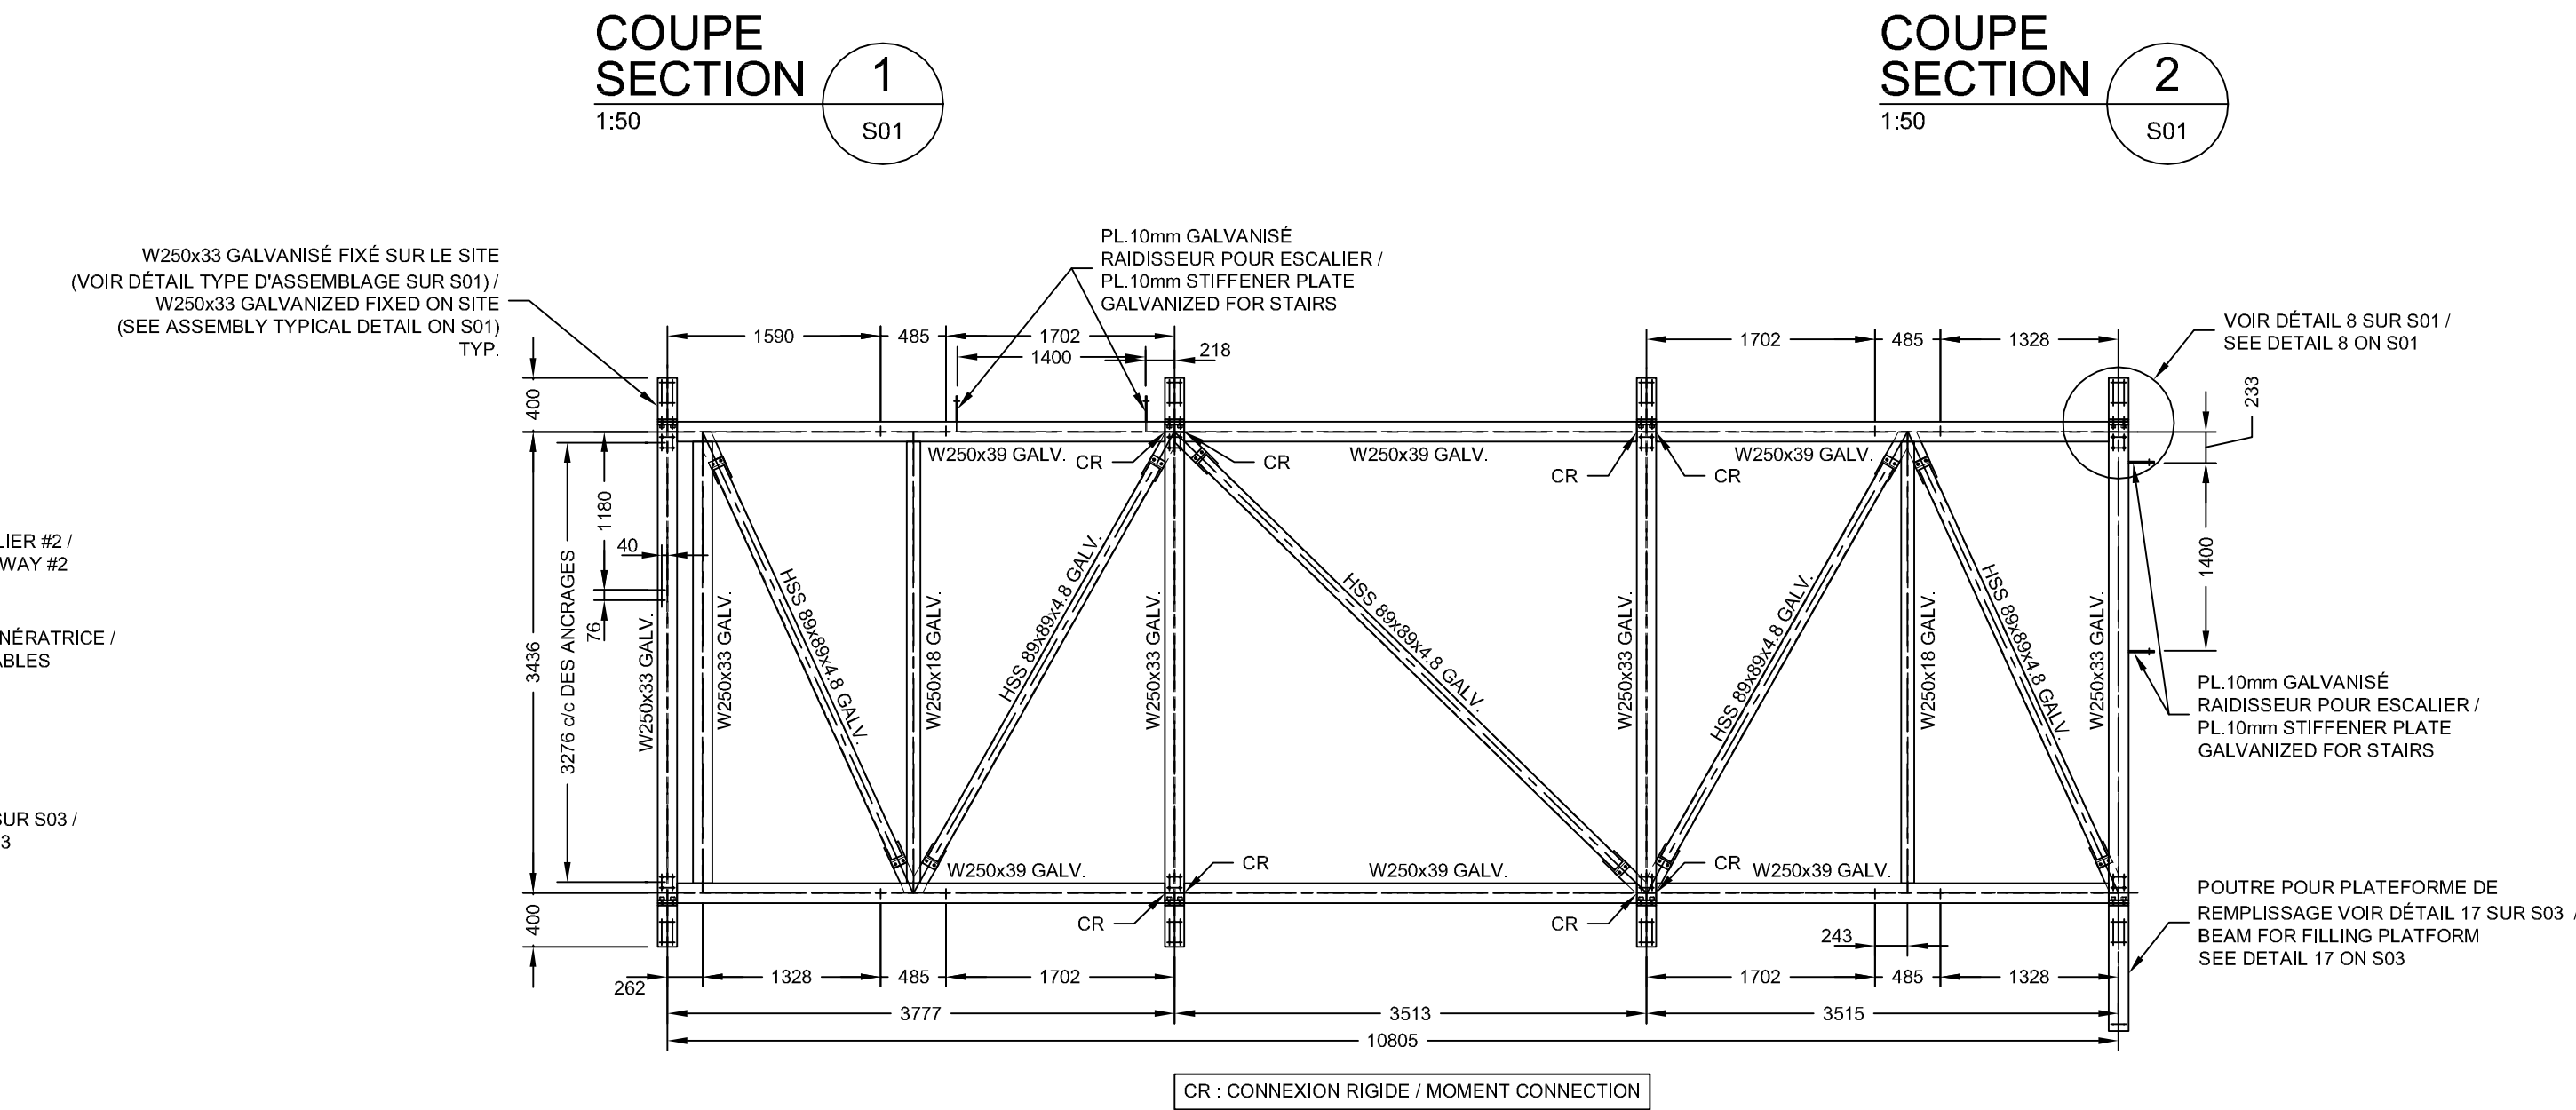 COUPE
SECTION
1
1:50
S01
COUPE
SECTION
2
1:50
S01
W250x33 GALVANISÉ FIXÉ SUR LE SITE
(VOIR DÉTAIL TYPE D'ASSEMBLAGE SUR S01) /
W250x33 GALVANIZED FIXED ON SITE
(SEE ASSEMBLY TYPICAL DETAIL ON S01)
TYP.
PL.10mm GALVANISÉ
RAIDISSEUR POUR ESCALIER /
PL.10mm STIFFENER PLATE
GALVANIZED FOR STAIRS
VOIR DÉTAIL 8 SUR S01 /
SEE DETAIL 8 ON S01
1590
485
1702
1400
218
1702
485
1328
233
400
W250x39 GALV.
CR
CR
W250x39 GALV.
CR
W250x39 GALV.
CR
1180
40
76
3436
3276 c/c DES ANCRAGES
1400
LIER #2 /
WAY #2
NÉRATRICE /
ABLES
SUR S03 /
3
W250x33 GALV.
W250x33 GALV.
HSS 89x89x4.8 GALV.
W250x18 GALV.
HSS 89x89x4.8 GALV.
W250x33 GALV.
HSS 89x89x4.8 GALV.
W250x33 GALV.
HSS 89x89x4.8 GALV.
W250x18 GALV.
HSS 89x89x4.8 GALV.
W250x33 GALV.
PL.10mm GALVANISÉ
RAIDISSEUR POUR ESCALIER /
PL.10mm STIFFENER PLATE
GALVANIZED FOR STAIRS
W250x39 GALV.
CR
W250x39 GALV.
CR
W250x39 GALV.
400
CR
CR
243
POUTRE POUR PLATEFORME DE
REMPLISSAGE VOIR DÉTAIL 17 SUR S03 /
BEAM FOR FILLING PLATFORM
SEE DETAIL 17 ON S03
262
1328
485
1702
1702
485
1328
3777
3513
3515
10805
CR : CONNEXION RIGIDE / MOMENT CONNECTION